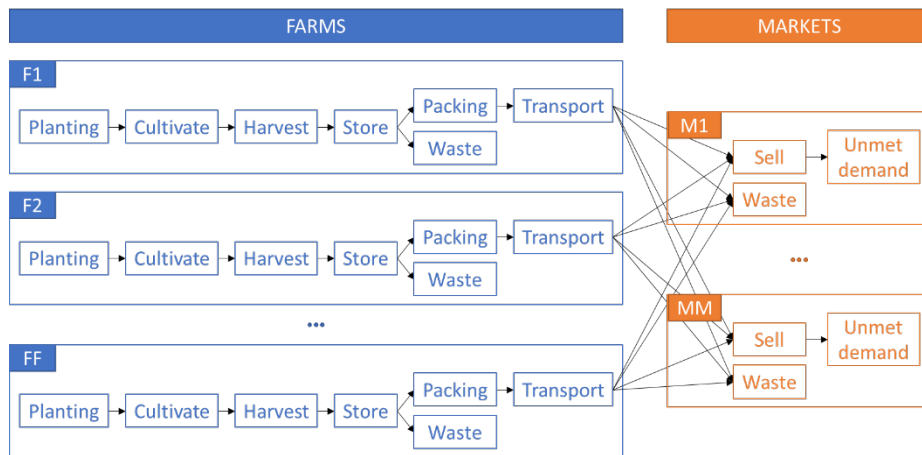 FARMS
MARKETS
F1
Planting
Cultivate
Harvest
Store
Packing
Transport
Waste
F2
Planting
Cultivate
Harvest
Store
Packing
Transport
Waste
...
FF
Planting
Cultivate
Harvest
Store
Packing
Transport
Waste
M1
Sell
Unmet
demand
Waste
...
MM
Sell
Unmet
demand
Waste